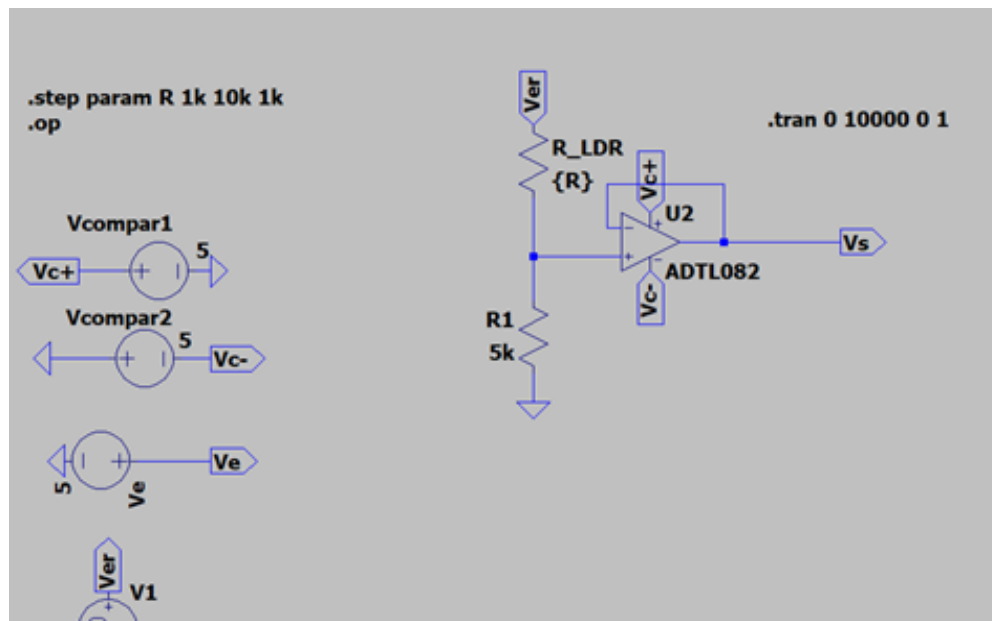 .step param R 1k 10k 1k
.op
Vcompar1
Vc+
5
Vcompar2
5
Vc-
5
Ve
Ve
Ver
V1
Ver
R_LDR
{R}
.tran 0 10000 0 1
Vc+
U2
ADTL082
Vc-
Vs
R1
5k